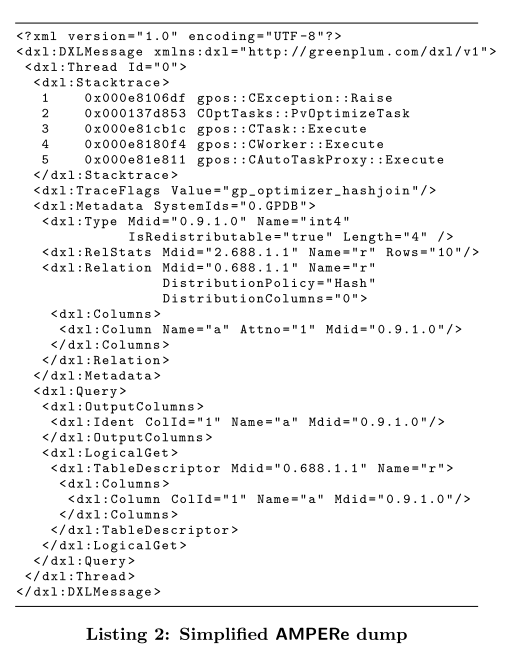 <?xml version="1.0" encoding="UTF-8"?>
<dxl:DXLMessage xmlns:dxl="http://greenplum.com/dxl/v1">
<dxl:Thread Id="0">
<dxl:Stacktrace>
1 0x000e8106df gpos::CException::Raise
2 0x000137d853 COptTasks::PvOptimizeTask
3 0x000e81cb1c gpos::CTask::Execute
4 0x000e8180f4 gpos::CWorker::Execute
5 0x000e81e811 gpos::CAutoTaskProxy::Execute
</dxl:Stacktrace>
<dxl:TraceFlags Value="gp_optimizer_hashjoin"/>
<dxl:Metadata SystemIds="0.GPDB">
<dxl:Type Mdid="0.9.1.0" Name="int4"
IsRedistributable="true" Length="4" />
<dxl:RelStats Mdid="2.688.1.1" Name="r" Rows="10"/>
<dxl:Relation Mdid="0.688.1.1" Name="r"
DistributionPolicy="Hash"
DistributionColumns="0">
<dxl:Columns>
<dxl:Column Name="a" Attno="1" Mdid="0.9.1.0"/>
</dxl:Columns>
</dxl:Relation>
</dxl:Metadata>
<dxl:Query>
<dxl:OutputColumns>
<dxl:Ident ColId="1" Name="a" Mdid="0.9.1.0"/>
</dxl:OutputColumns>
<dxl:LogicalGet>
<dxl:TableDescriptor Mdid="0.688.1.1" Name="r">
<dxl:Columns>
<dxl:Column ColId="1" Name="a" Mdid="0.9.1.0"/>
</dxl:Columns>
</dxl:TableDescriptor>
</dxl:LogicalGet>
</dxl:Query>
</dxl:Thread>
</dxl:DXLMessage>
Listing 2: Simplified AMPERe dump